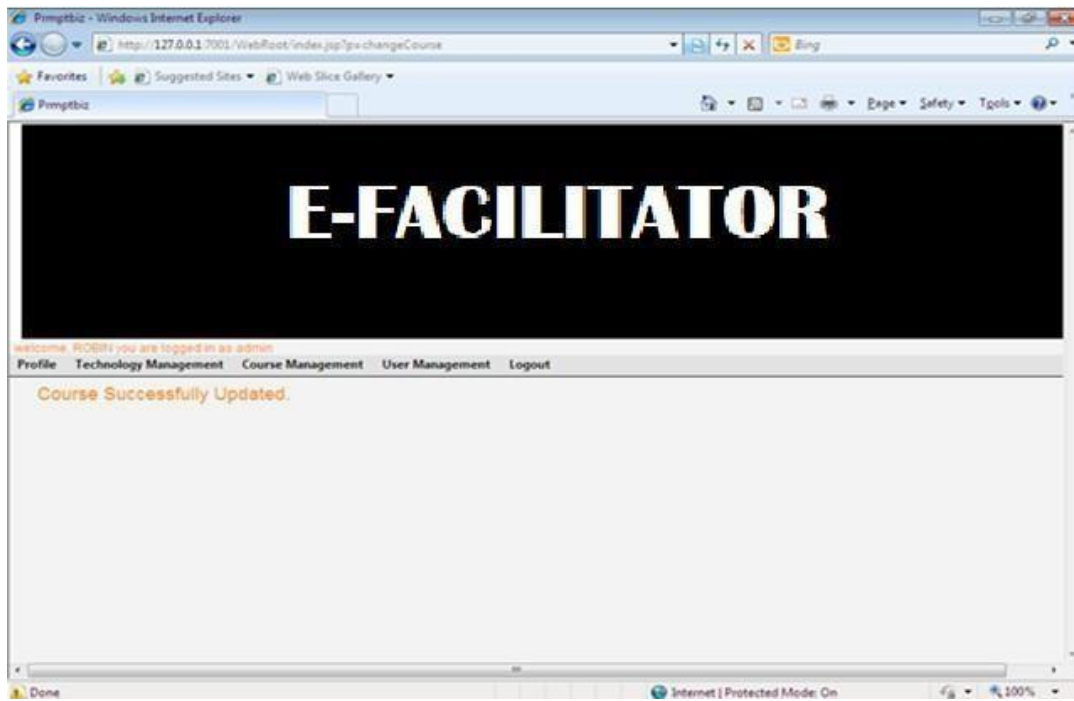 Prmptbiz - Windows Internet Explorer
http://127.0.0.1:7001/WebRoot/index.jsp?p=changeCourse
Bing
Favorites Suggested Sites Web Slice Gallery
Prmptbiz
Page Safety Tools
E-FACILITATOR
welcome, ROBIN you are logged in as admin
Profile Technology Management Course Management User Management Logout
Course Successfully Updated.
Done Internet | Protected Mode: On 100%